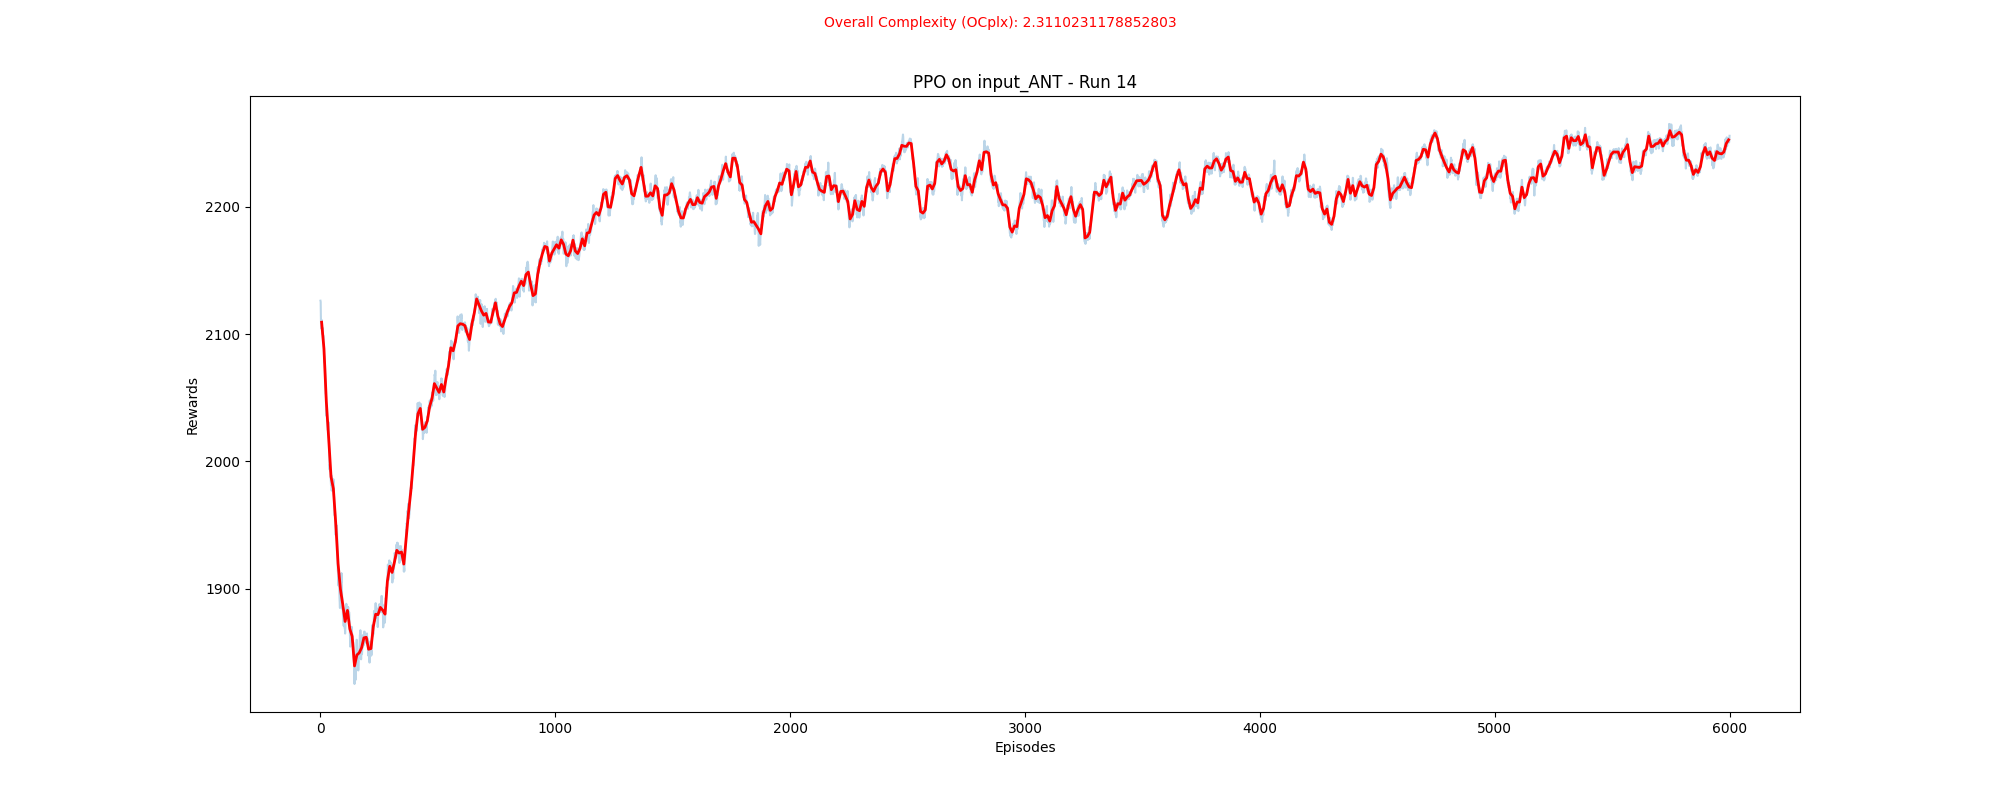 Overall Complexity (OCplx): 2.3110231178852803
PPO on input_ANT - Run 14
2200
2100
2000
1900
Rewards
0 1000 2000 3000 4000 5000 6000
Episodes